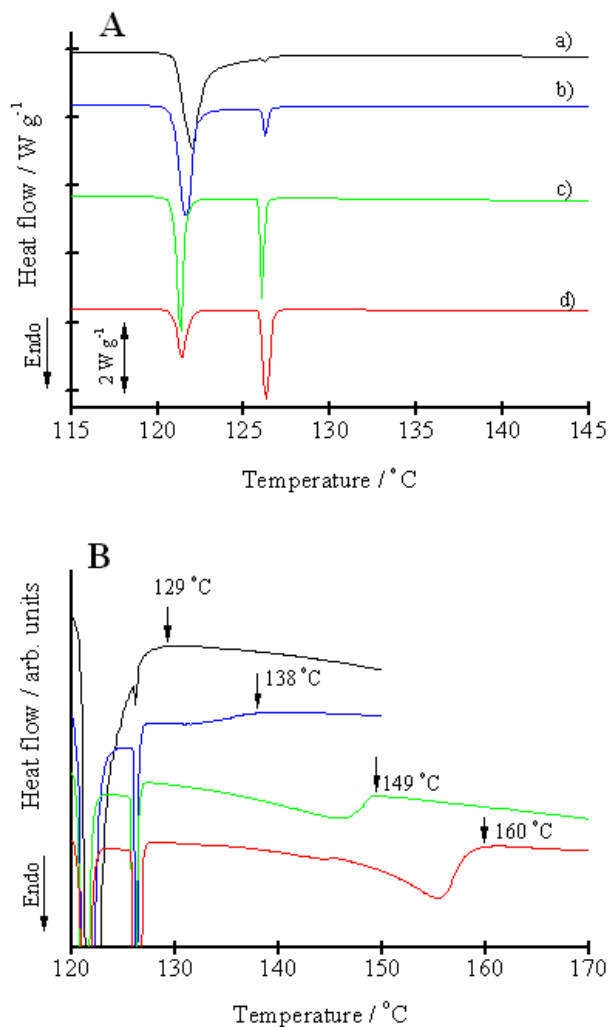 A
a)
b)
c)
d)
Heat flow / W g-1
Endo
2 W g-1
115 120 125 130 135 140 145
Temperature / °C
B
129 °C
138 °C
149 °C
160 °C
Heat flow / arb. units
Endo
120 130 140 150 160 170
Temperature / °C